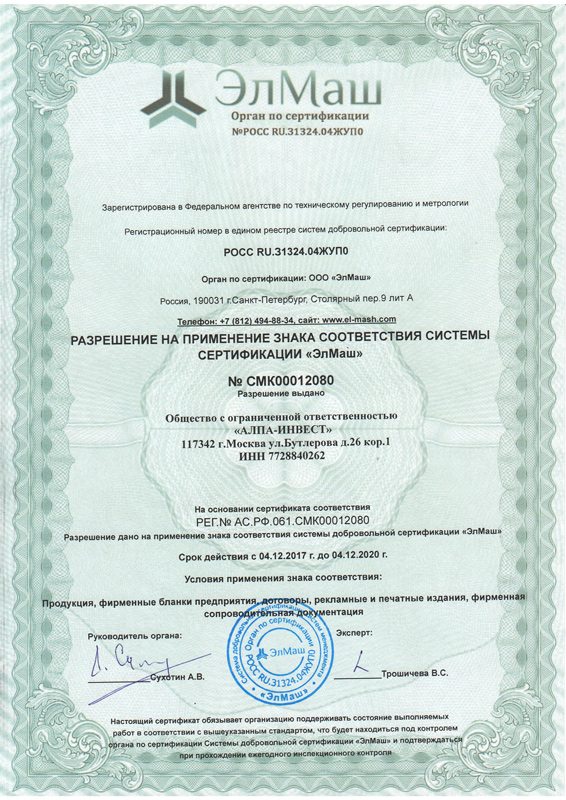 ЭлМаш
Орган по сертификации
№РОСС RU.31324.04ЖУП0
Зарегистрирована в Федеральном агентстве по техническому регулированию и метрологии
Регистрационный номер в едином реестре систем добровольной сертификации:
РОСС RU.31324.04ЖУП0
Орган по сертификации: ООО «ЭлМаш»
Россия, 190031 г.Санкт-Петербург, Столярный пер.9 лит А
Телефон: +7 (812) 494-88-34, сайт: www.el-mash.com
РАЗРЕШЕНИЕ НА ПРИМЕНЕНИЕ ЗНАКА СООТВЕТСТВИЯ СИСТЕМЫ
СЕРТИФИКАЦИИ «ЭлМаш»
№ СМК00012080
Разрешение выдано
Общество с ограниченной ответственностью
«АЛПА-ИНВЕСТ»
117342 г.Москва ул.Бутлерова д.26 кор.1
ИНН 7728840262
На основании сертификата соответствия
РЕГ.№ АС.РФ.061.СМК00012080
Разрешение дано на применение знака соответствия системы добровольной сертификации «ЭлМаш»
Срок действия с 04.12.2017 г. до 04.12.2020 г.
Условия применения знака соответствия:
Продукция, фирменные бланки предприятия, договоры, рекламные и печатные издания, фирменная
сопроводительная документация
Руководитель органа:
Эксперт:
Сухотин А.В.
Трошичева В.С.
Система добровольной сертификации систем менеджмента
«ЭлМаш»
Орган по сертификации
РОСС RU.31324.04ЖУП0
ЭлМаш
Настоящий сертификат обязывает организацию поддерживать состояние выполняемых
работ в соответствии с вышеуказанным стандартом, что будет находиться под контролем
органа по сертификации Системы добровольной сертификации «ЭлМаш» и подтверждаться
при прохождении ежегодного инспекционного контроля